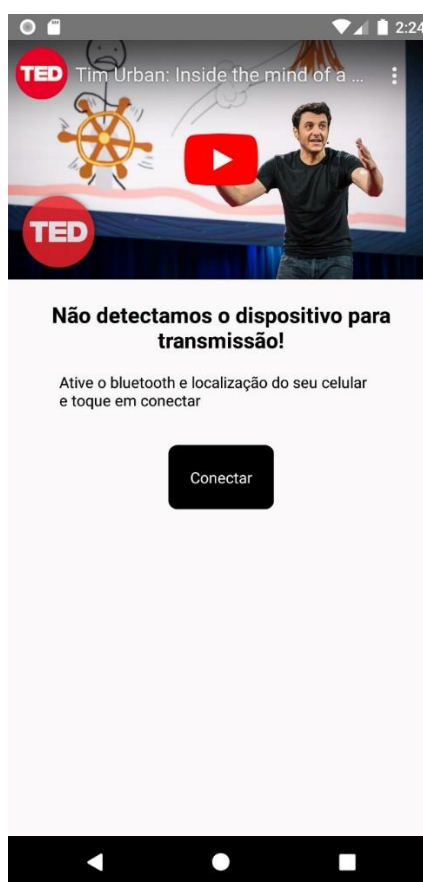 2:24
TED Tim Urban: Inside the mind of a ...
TED
Não detectamos o dispositivo para
transmissão!
Ative o bluetooth e localização do seu celular
e toque em conectar
Conectar